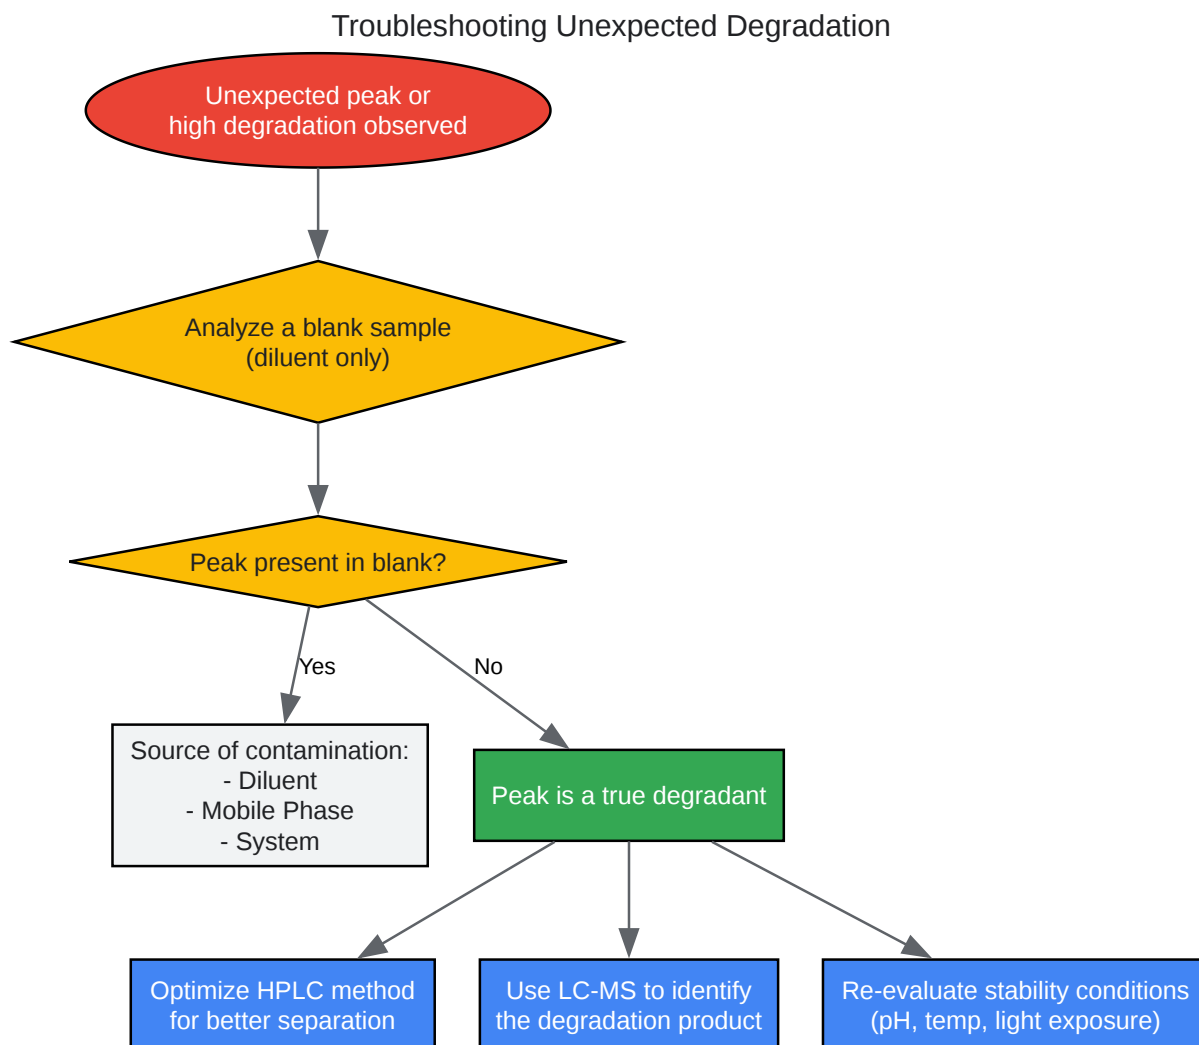 Troubleshooting Unexpected Degradation
Unexpected peak or
high degradation observed
Analyze a blank sample
(diluent only)
Peak present in blank?
Yes
No
Source of contamination:
- Diluent
- Mobile Phase
- System
Peak is a true degradant
Optimize HPLC method
for better separation
Use LC-MS to identify
the degradation product
Re-evaluate stability conditions
(pH, temp, light exposure)